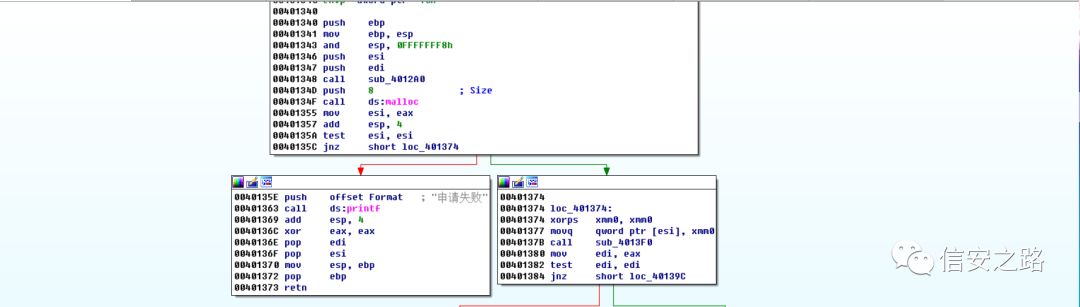 00401340
00401340 push ebp
00401341 mov ebp, esp
00401343 and esp, 0FFFFFFF8h
00401346 push esi
00401347 push edi
00401348 call sub_4012A0
0040134D push 8 ; Size
0040134F call ds:malloc
00401355 mov esi, eax
00401357 add esp, 4
0040135A test esi, esi
0040135C jnz short loc_401374
0040135E push offset Format ; "申请失败"
00401363 call ds:printf
00401369 add esp, 4
0040136C xor eax, eax
0040136E pop edi
0040136F pop esi
00401370 mov esp, ebp
00401372 pop ebp
00401373 retn
00401374
00401374 loc_401374:
00401374 xorps xmm0, xmm0
00401377 movq qword ptr [esi], xmm0
0040137B call sub_4013F0
00401380 mov edi, eax
00401382 test edi, edi
00401384 jnz short loc_40139C
信安之路